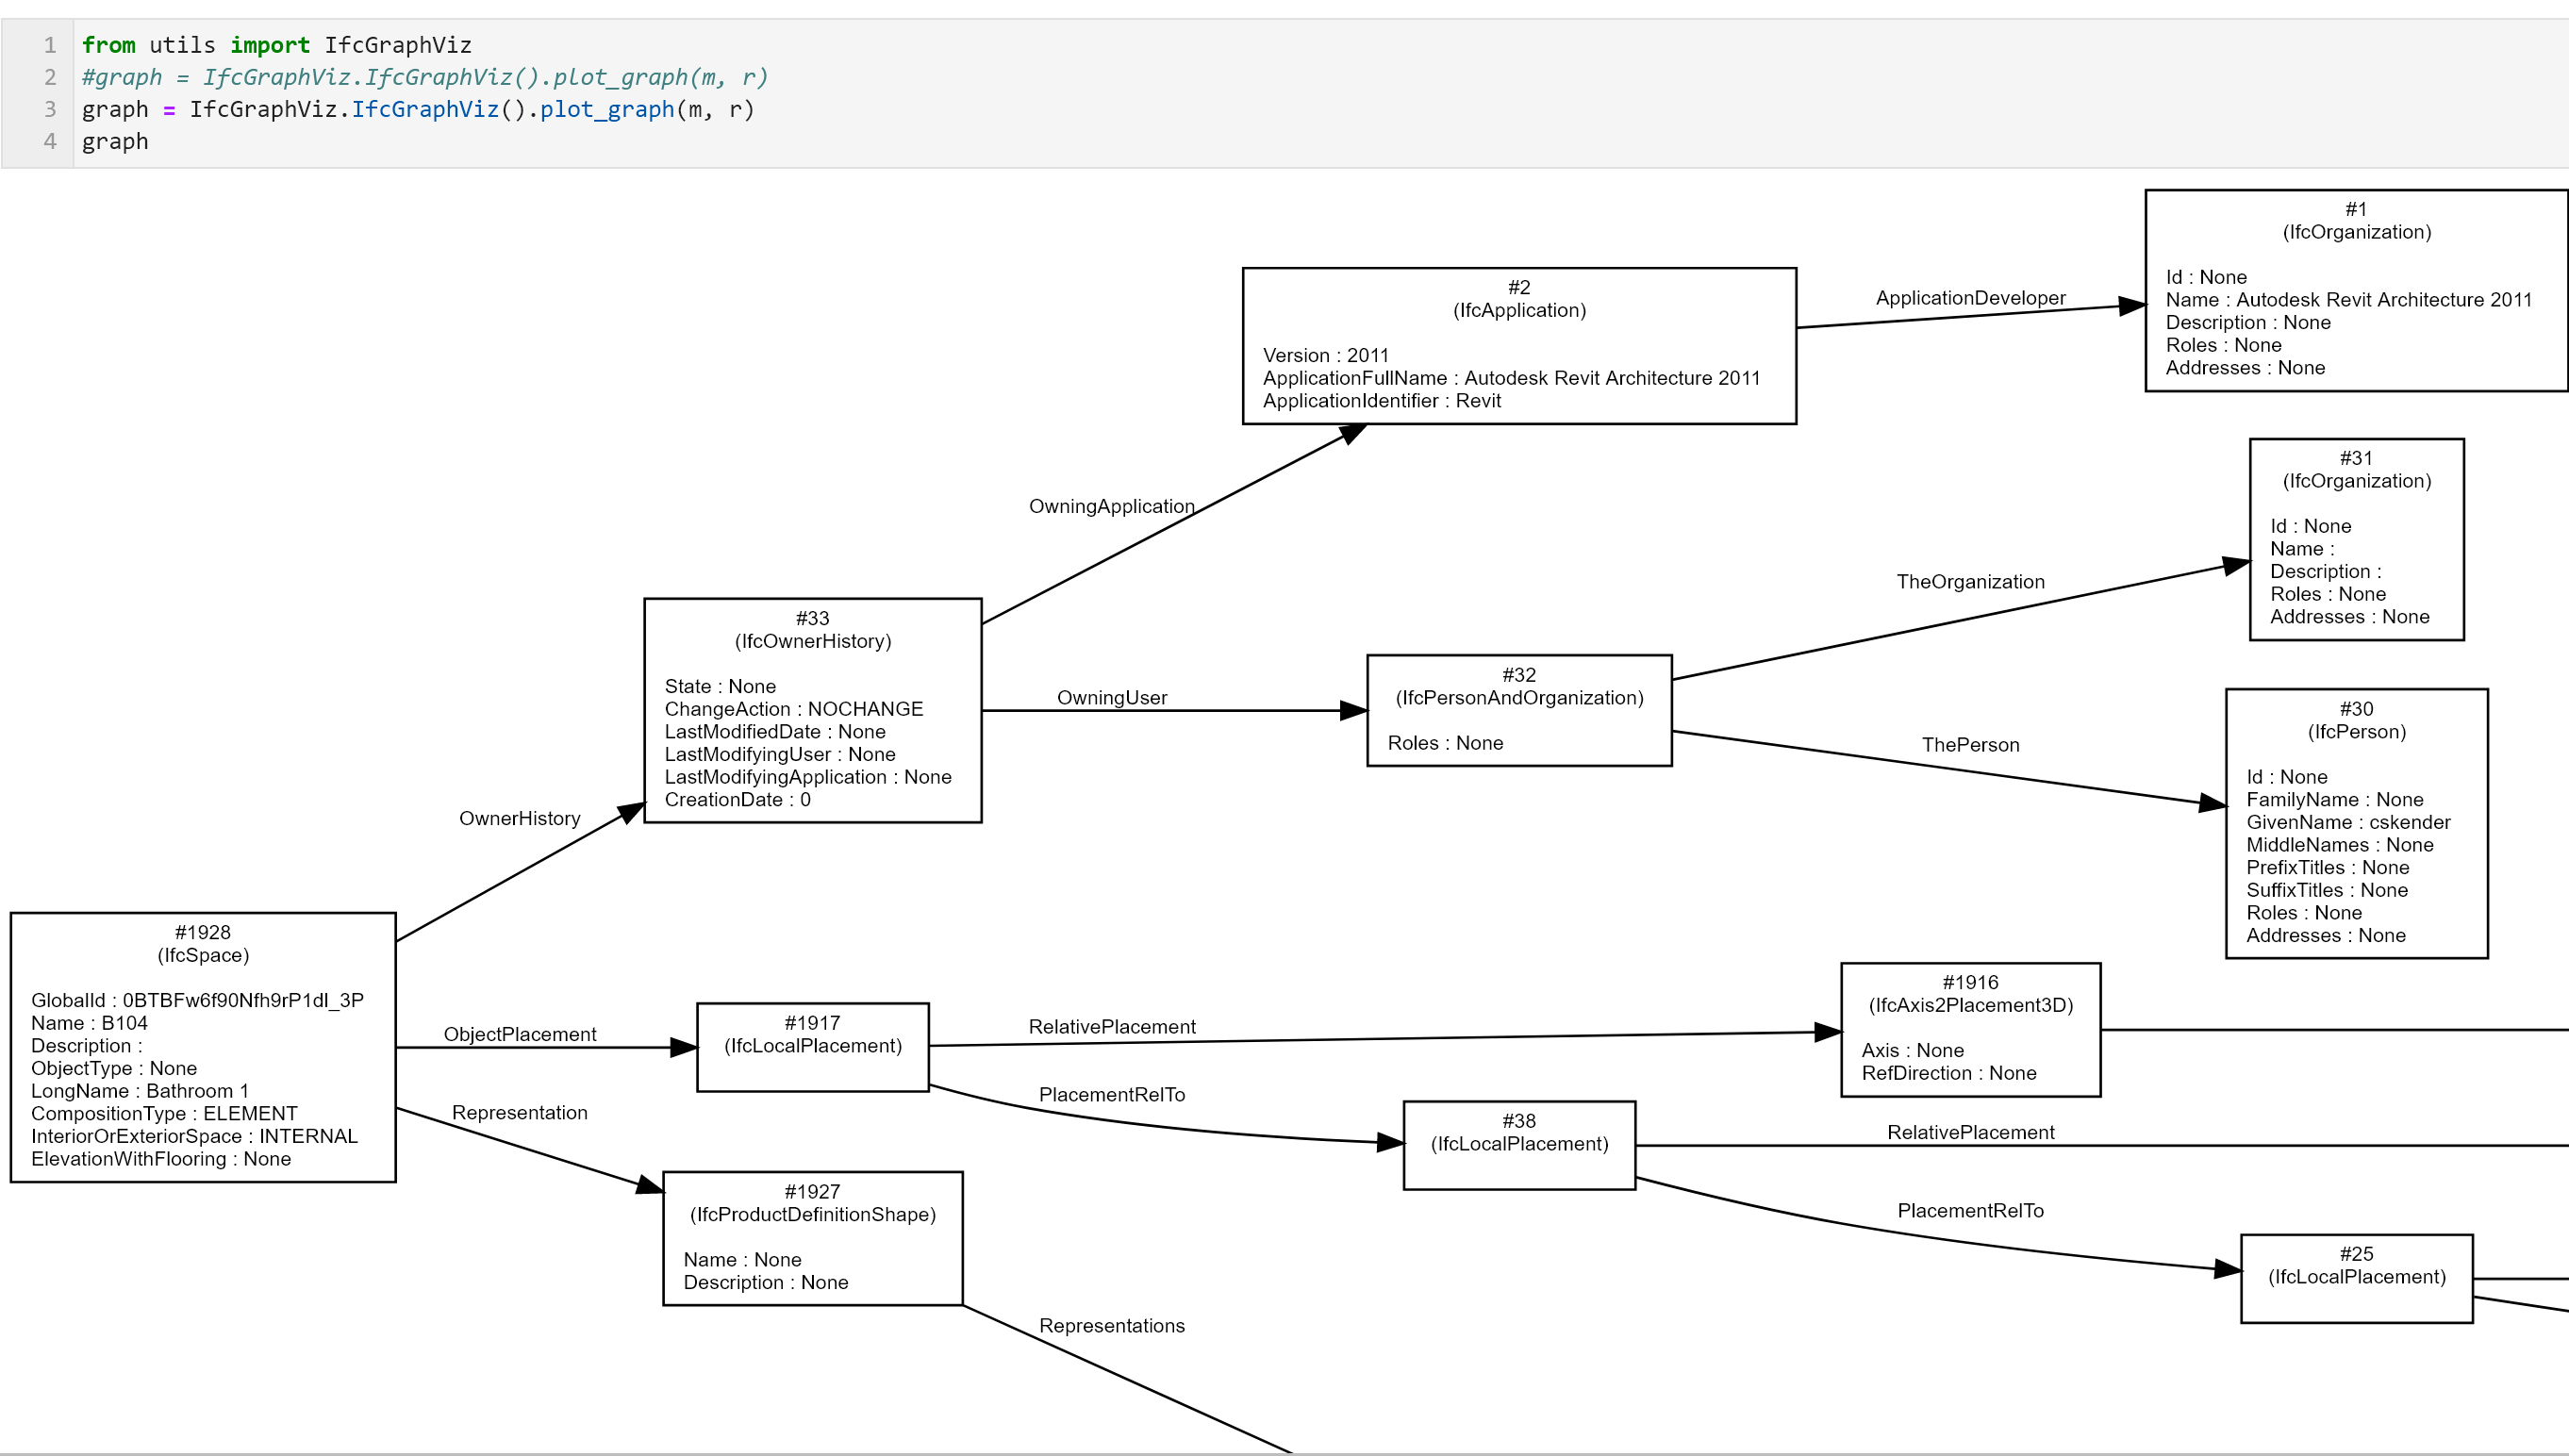 1 from utils import IfcGraphViz
2 #graph = IfcGraphViz.IfcGraphViz().plot_graph(m, r)
3 graph = IfcGraphViz.IfcGraphViz().plot_graph(m, r)
4 graph
#1
(IfcOrganization)
Id : None
Name : Autodesk Revit Architecture 2011
Description : None
Roles : None
Addresses : None
ApplicationDeveloper
#2
(IfcApplication)
Version : 2011
ApplicationFullName : Autodesk Revit Architecture 2011
ApplicationIdentifier : Revit
#31
(IfcOrganization)
Id : None
Name :
Description :
Roles : None
Addresses : None
OwningApplication
TheOrganization
#33
(IfcOwnerHistory)
State : None
ChangeAction : NOCHANGE
LastModifiedDate : None
LastModifyingUser : None
LastModifyingApplication : None
CreationDate : 0
OwningUser
#32
(IfcPersonAndOrganization)
Roles : None
ThePerson
#30
(IfcPerson)
Id : None
FamilyName : None
GivenName : cskender
MiddleNames : None
PrefixTitles : None
SuffixTitles : None
Roles : None
Addresses : None
OwnerHistory
#1928
(IfcSpace)
GlobalId : 0BTBFw6f90Nfh9rP1dl_3P
Name : B104
Description :
ObjectType : None
LongName : Bathroom 1
CompositionType : ELEMENT
InteriorOrExteriorSpace : INTERNAL
ElevationWithFlooring : None
ObjectPlacement
#1917
(IfcLocalPlacement)
RelativePlacement
#1916
(IfcAxis2Placement3D)
Axis : None
RefDirection : None
PlacementRelTo
#38
(IfcLocalPlacement)
RelativePlacement
Representation
#1927
(IfcProductDefinitionShape)
Name : None
Description : None
PlacementRelTo
#25
(IfcLocalPlacement)
Representations